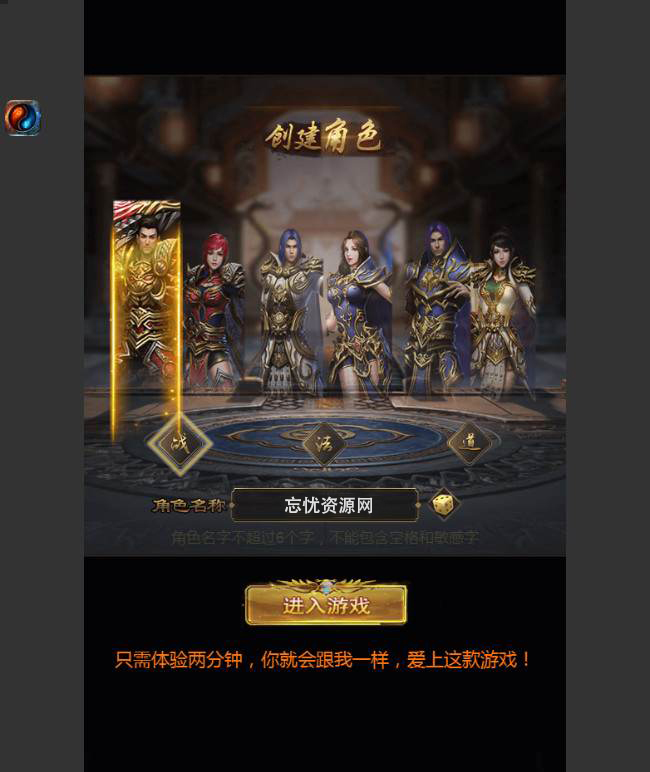 创建角色
战 法 道
角色名称 忘忧资源网
角色名字不超过6个字，不能包含空格和敏感字
进入游戏
只需体验两分钟，你就会跟我一样，爱上这款游戏！